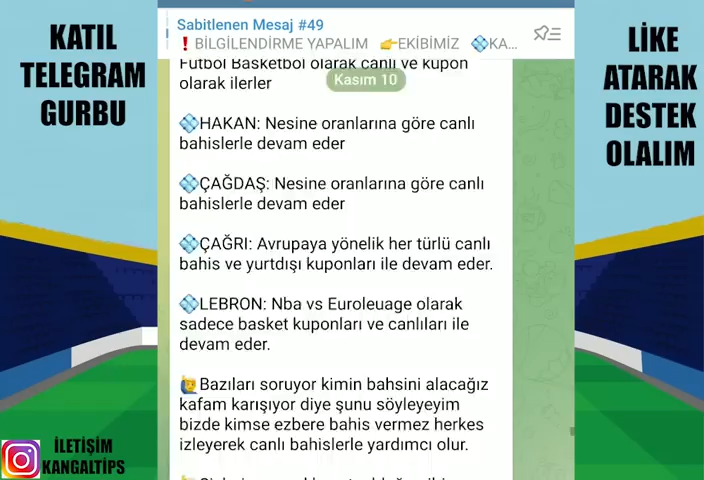 KATIL
TELEGRAM
GURBU
Sabitlenen Mesaj #49
❗BİLGİLENDİRME YAPALIM 👉EKİBİMİZ 💠KA...
Futbol Basketbol olarak canlı ve kupon
olarak ilerler
Kasım 10
💠HAKAN: Nesine oranlarına göre canlı
bahislerle devam eder
💠ÇAĞDAŞ: Nesine oranlarına göre canlı
bahislerle devam eder
💠ÇAĞRI: Avrupaya yönelik her türlü canlı
bahis ve yurtdışı kuponları ile devam eder.
💠LEBRON: Nba vs Euroleuage olarak
sadece basket kuponları ve canlıları ile
devam eder.
🙋‍♂️Bazıları soruyor kimin bahsini alacağız
kafam karışıyor diye şunu söyleyeyim
bizde kimse ezbere bahis vermez herkes
izleyerek canlı bahislerle yardımcı olur.
LİKE
ATARAK
DESTEK
OLALIM
İLETİŞİM
KANGALTİPS